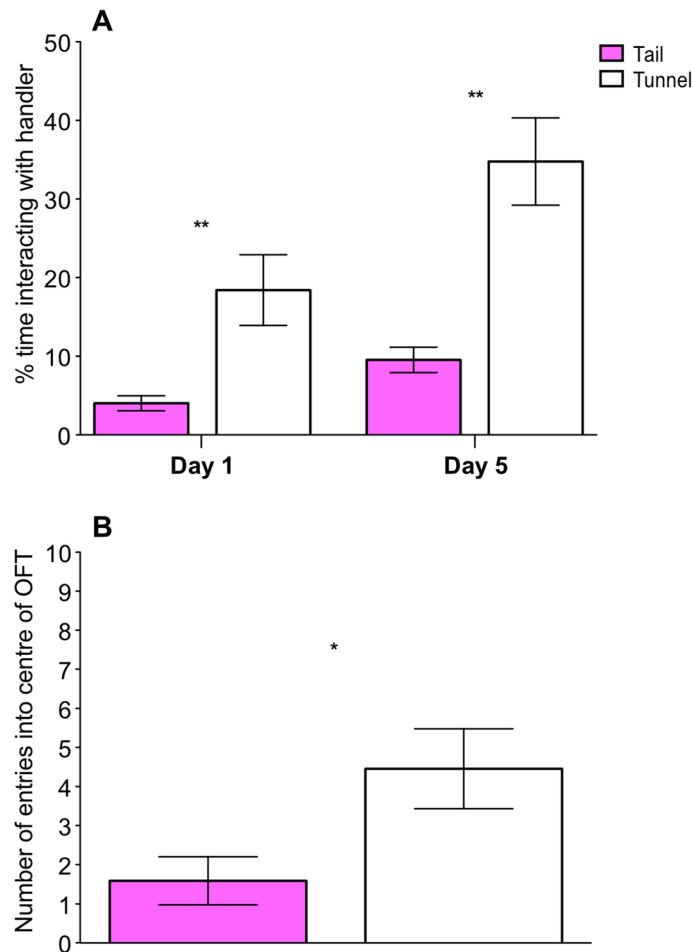 A
50
40
30
20
10
0
% time interacting with handler
**
**
Tail
Tunnel
Day 1
Day 5
B
10
9
8
7
6
5
4
3
2
1
0
Number of entries into centre of OFT
*